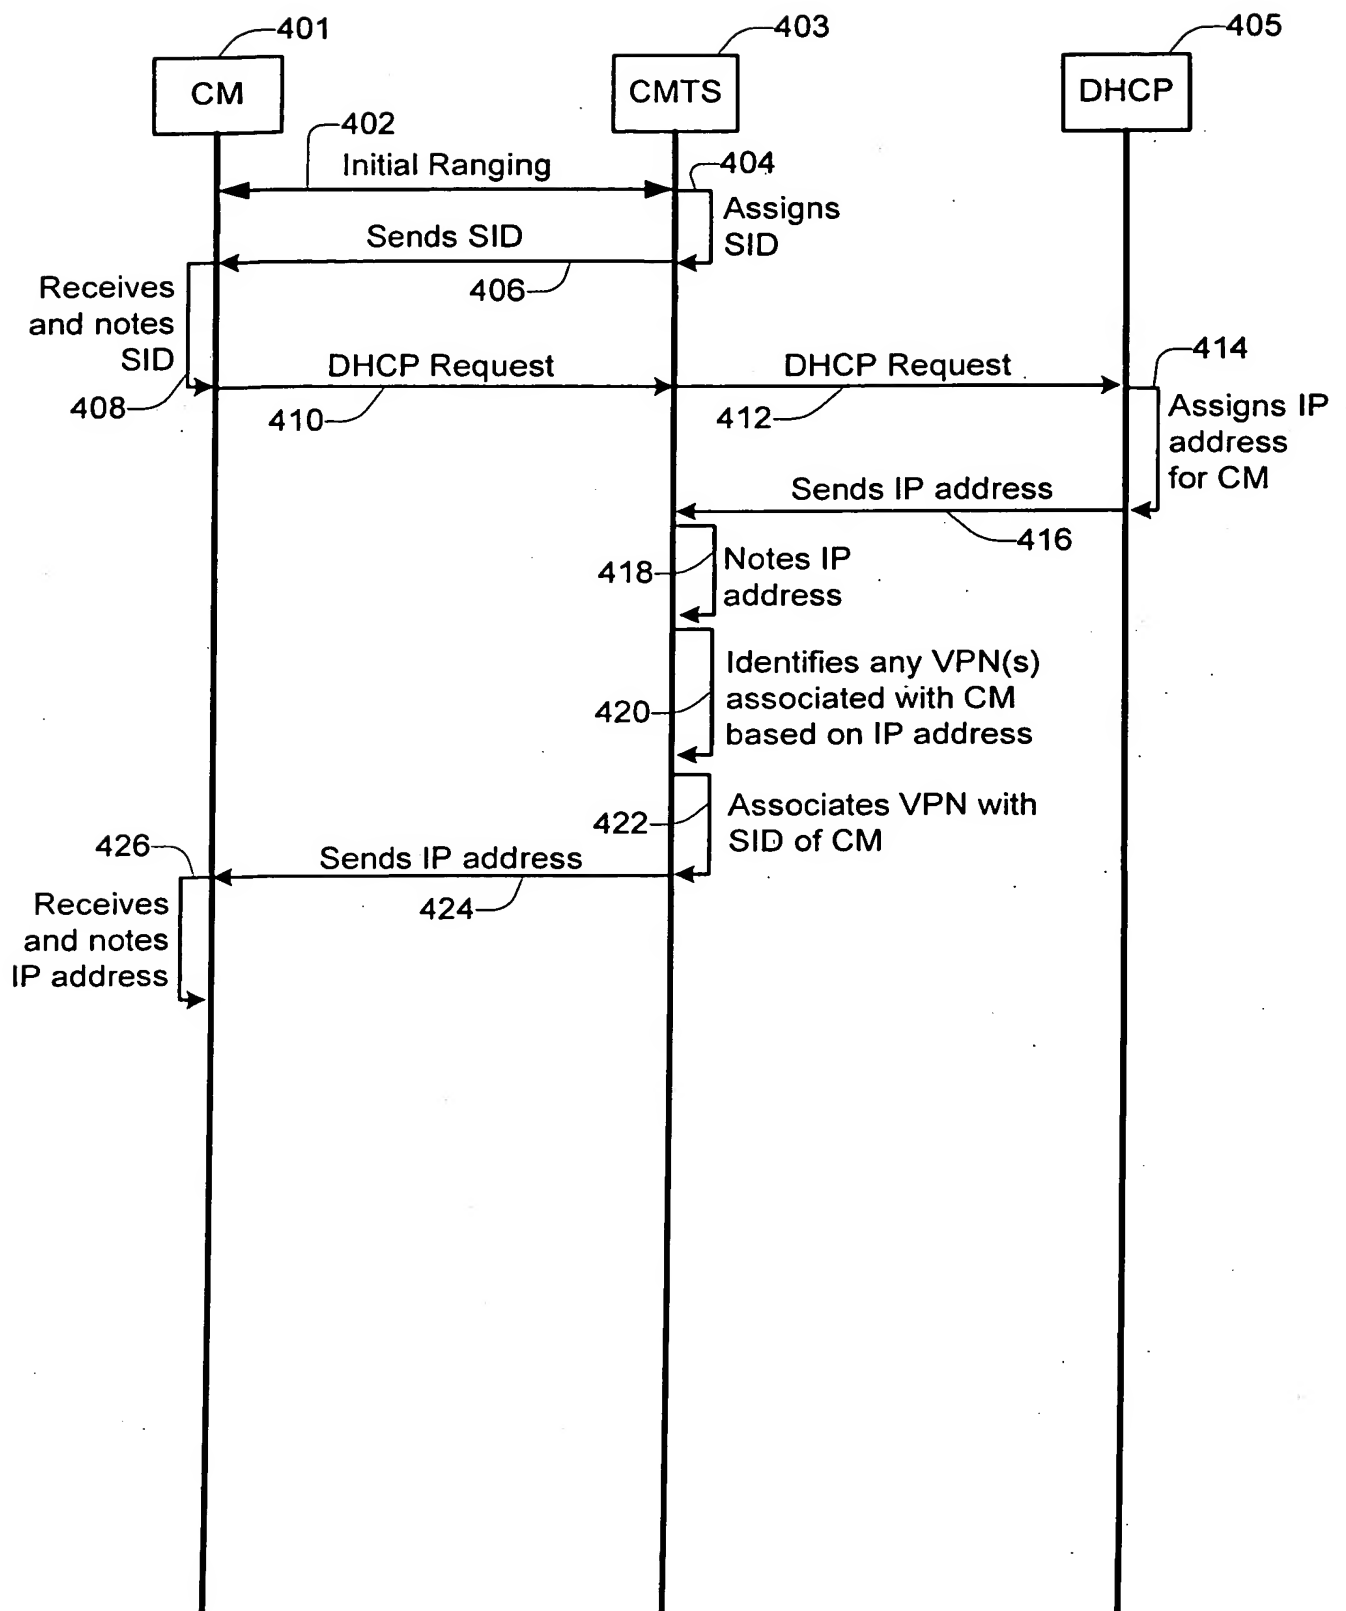 401
403
405
CM
CMTS
DHCP
402
Initial Ranging
404
Assigns
SID
Sends SID
406
Receives
and notes
SID
408
DHCP Request
410
DHCP Request
412
414
Assigns IP
address
for CM
Sends IP address
416
418
Notes IP
address
Identifies any VPN(s)
associated with CM
based on IP address
420
Associates VPN with
SID of CM
422
426
Sends IP address
424
Receives
and notes
IP address